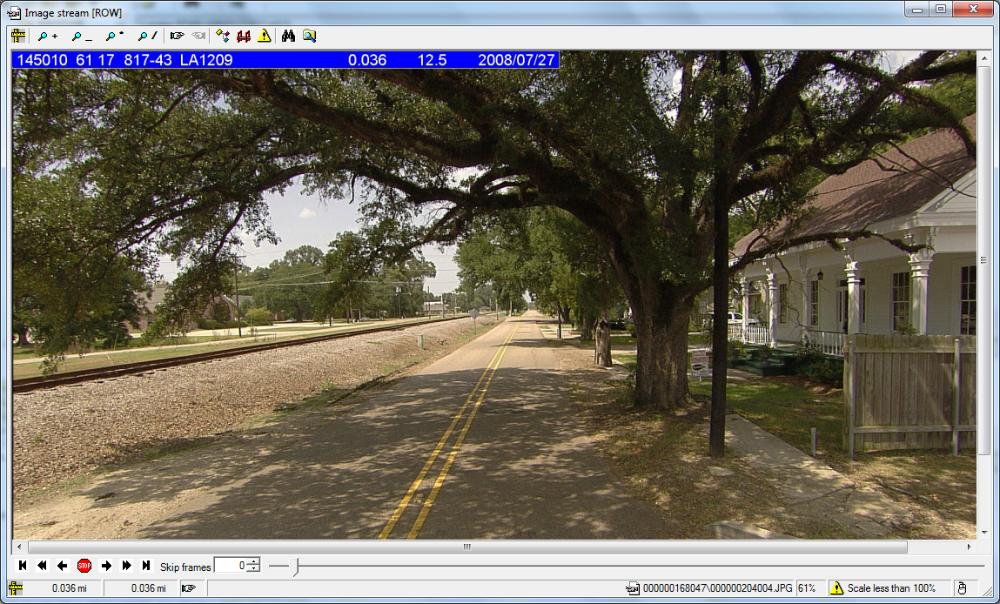 Image stream [ROW]
145010 61 17 817-43 LA1209 0.036 12.5 2008/07/27
STOP
Skip frames 0
0.036 mi 0.036 mi 000000168047\000000204004.JPG 61% Scale less than 100%